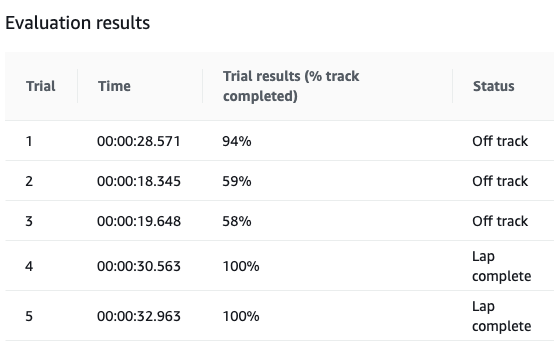 Evaluation results
Trial Time Trial results (% track completed) Status
1 00:00:28.571 94% Off track
2 00:00:18.345 59% Off track
3 00:00:19.648 58% Off track
4 00:00:30.563 100% Lap complete
5 00:00:32.963 100% Lap complete